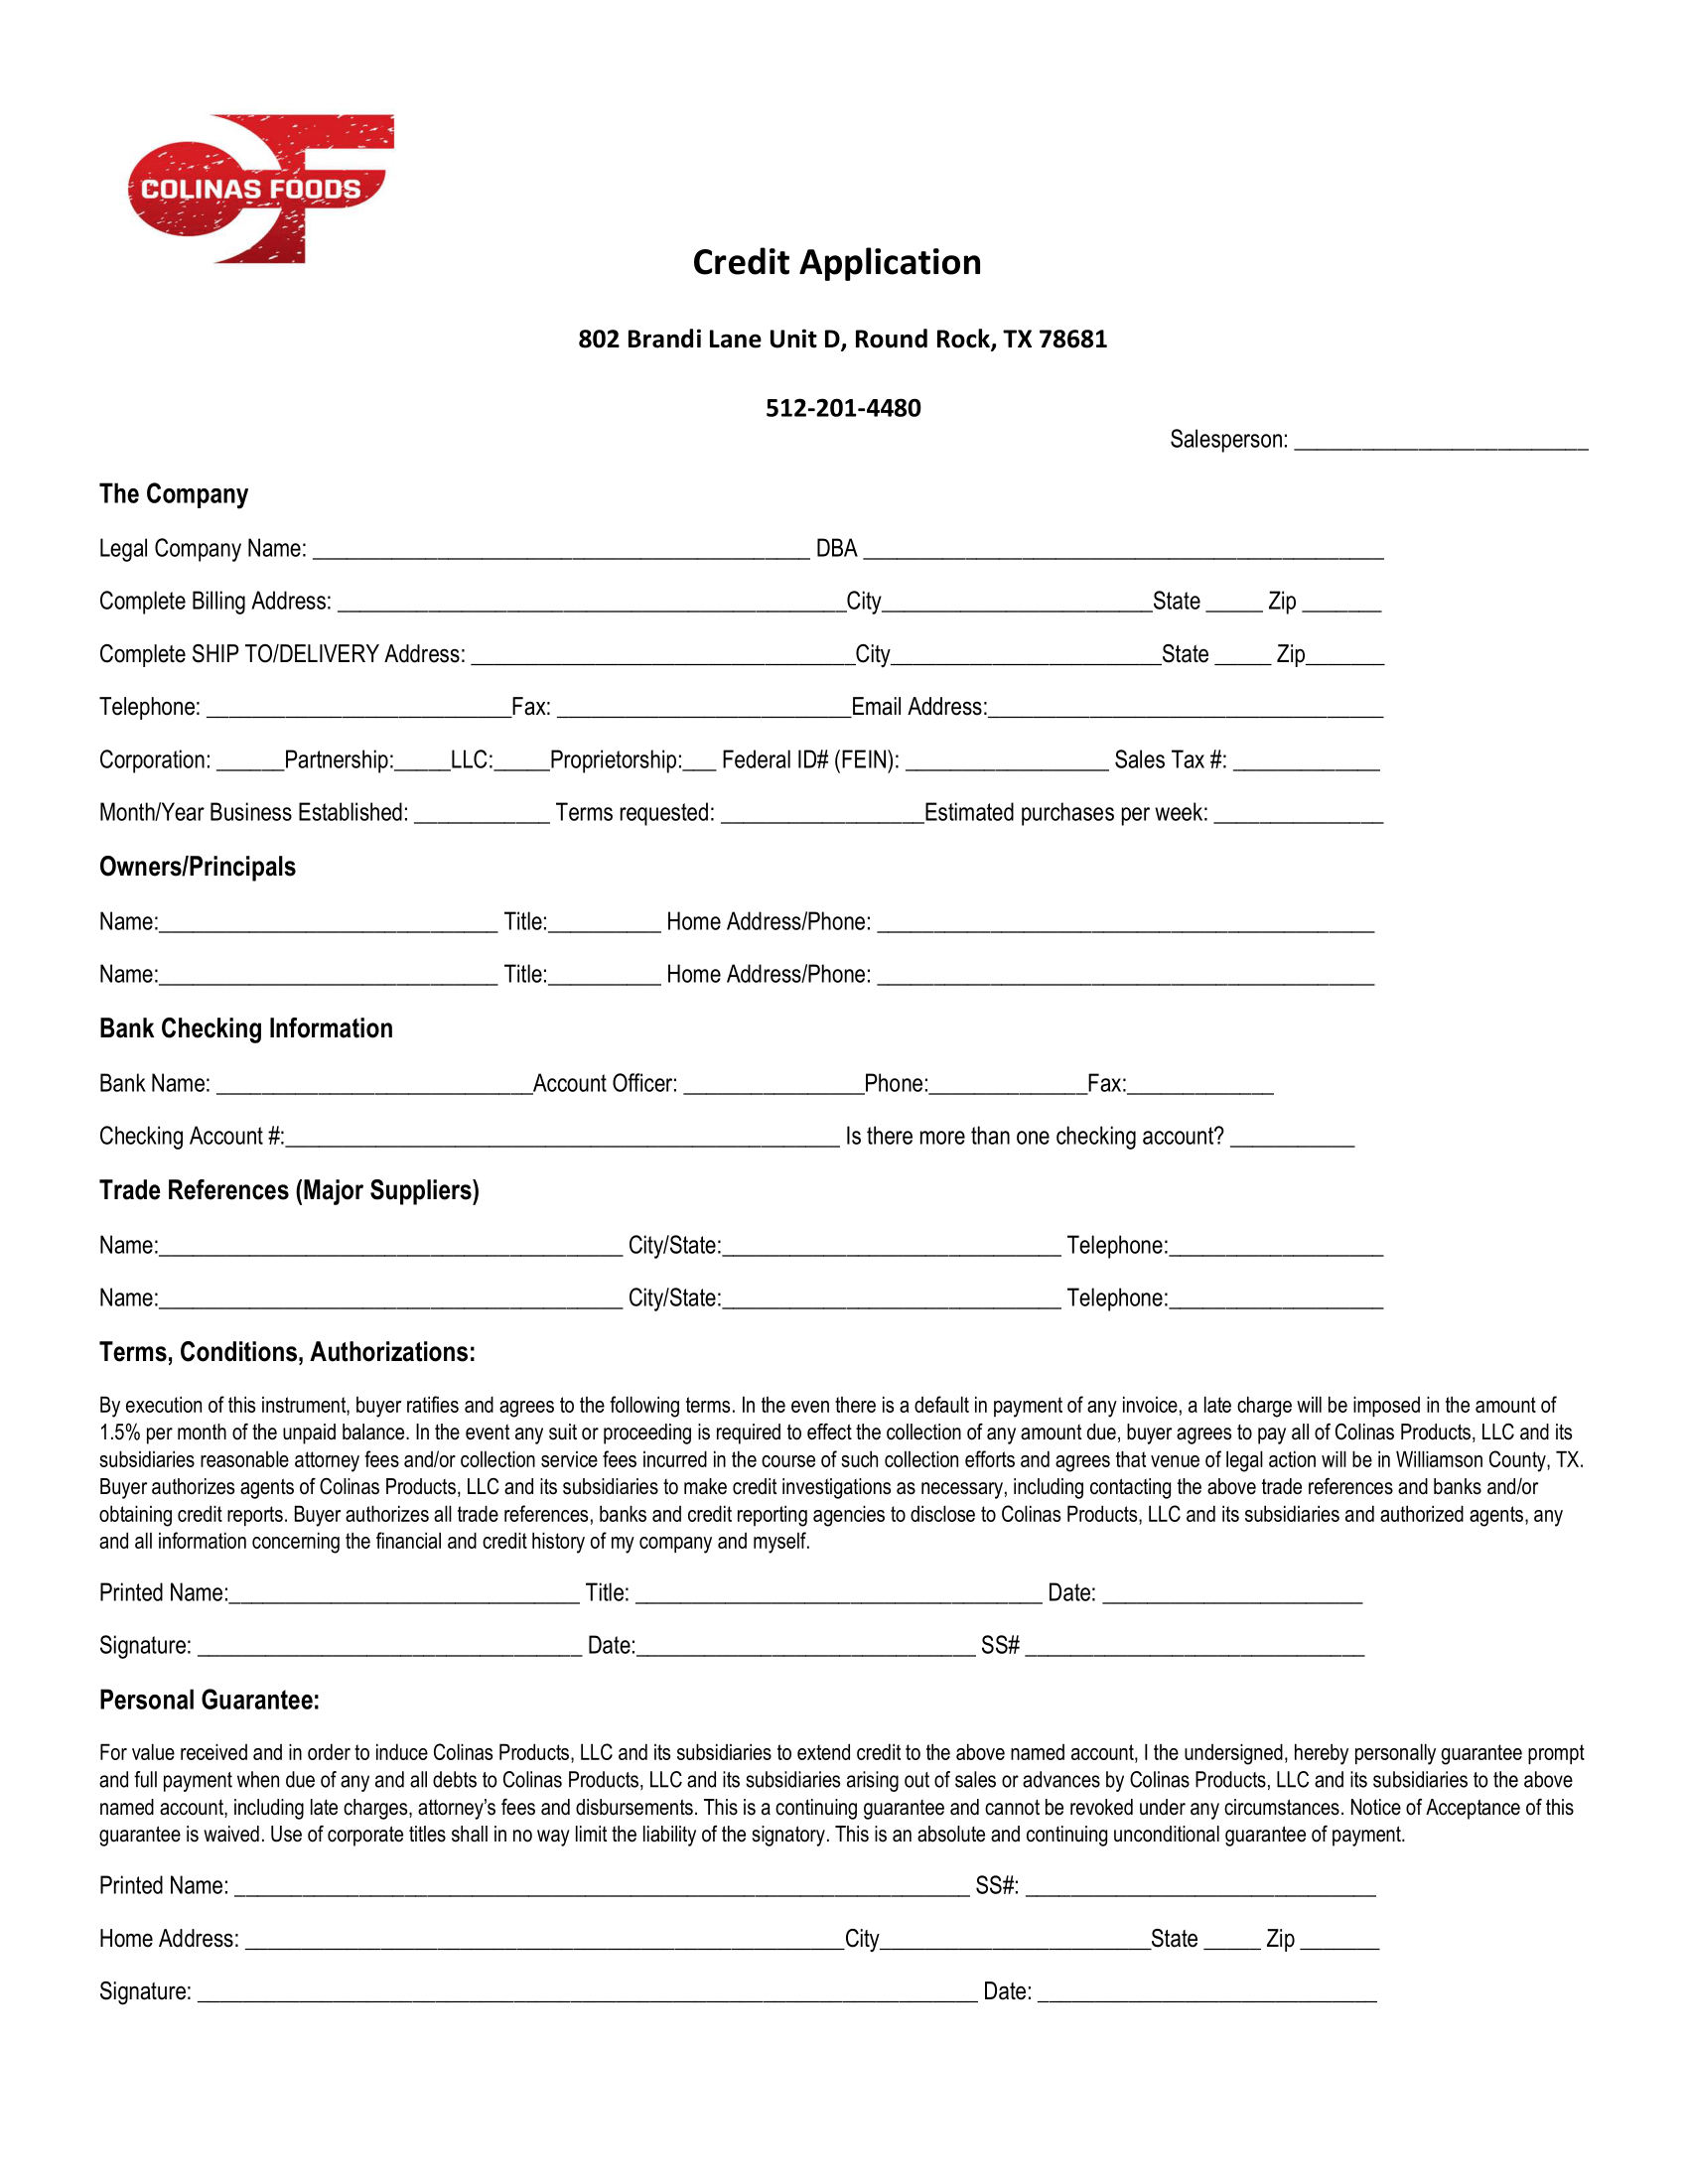 COLINAS FOODS
Credit Application
802 Brandi Lane Unit D, Round Rock, TX 78681
512-201-4480
Salesperson: __________________________
The Company
Legal Company Name: ____________________________________________ DBA ______________________________________________
Complete Billing Address: _____________________________________________City________________________State _____ Zip _______
Complete SHIP TO/DELIVERY Address: __________________________________City________________________State _____ Zip_______
Telephone: ___________________________Fax: __________________________Email Address:___________________________________
Corporation: ______Partnership:_____LLC:_____Proprietorship:___ Federal ID# (FEIN): __________________ Sales Tax #: _____________
Month/Year Business Established: ____________ Terms requested: __________________Estimated purchases per week: _______________
Owners/Principals
Name:______________________________ Title:__________ Home Address/Phone: ____________________________________________
Name:______________________________ Title:__________ Home Address/Phone: ____________________________________________
Bank Checking Information
Bank Name: ____________________________Account Officer: ________________Phone:______________Fax:_____________
Checking Account #:_________________________________________________ Is there more than one checking account? ___________
Trade References (Major Suppliers)
Name:_________________________________________ City/State:______________________________ Telephone:___________________
Name:_________________________________________ City/State:______________________________ Telephone:___________________
Terms, Conditions, Authorizations:
By execution of this instrument, buyer ratifies and agrees to the following terms. In the even there is a default in payment of any invoice, a late charge will be imposed in the amount of
1.5% per month of the unpaid balance. In the event any suit or proceeding is required to effect the collection of any amount due, buyer agrees to pay all of Colinas Products, LLC and its
subsidiaries reasonable attorney fees and/or collection service fees incurred in the course of such collection efforts and agrees that venue of legal action will be in Williamson County, TX.
Buyer authorizes agents of Colinas Products, LLC and its subsidiaries to make credit investigations as necessary, including contacting the above trade references and banks and/or
obtaining credit reports. Buyer authorizes all trade references, banks and credit reporting agencies to disclose to Colinas Products, LLC and its subsidiaries and authorized agents, any
and all information concerning the financial and credit history of my company and myself.
Printed Name:_______________________________ Title: ____________________________________ Date: _______________________
Signature: __________________________________ Date:______________________________ SS# ______________________________
Personal Guarantee:
For value received and in order to induce Colinas Products, LLC and its subsidiaries to extend credit to the above named account, I the undersigned, hereby personally guarantee prompt
and full payment when due of any and all debts to Colinas Products, LLC and its subsidiaries arising out of sales or advances by Colinas Products, LLC and its subsidiaries to the above
named account, including late charges, attorney’s fees and disbursements. This is a continuing guarantee and cannot be revoked under any circumstances. Notice of Acceptance of this
guarantee is waived. Use of corporate titles shall in no way limit the liability of the signatory. This is an absolute and continuing unconditional guarantee of payment.
Printed Name: _________________________________________________________________ SS#: _______________________________
Home Address: _____________________________________________________City________________________State _____ Zip _______
Signature: _____________________________________________________________________ Date: ______________________________